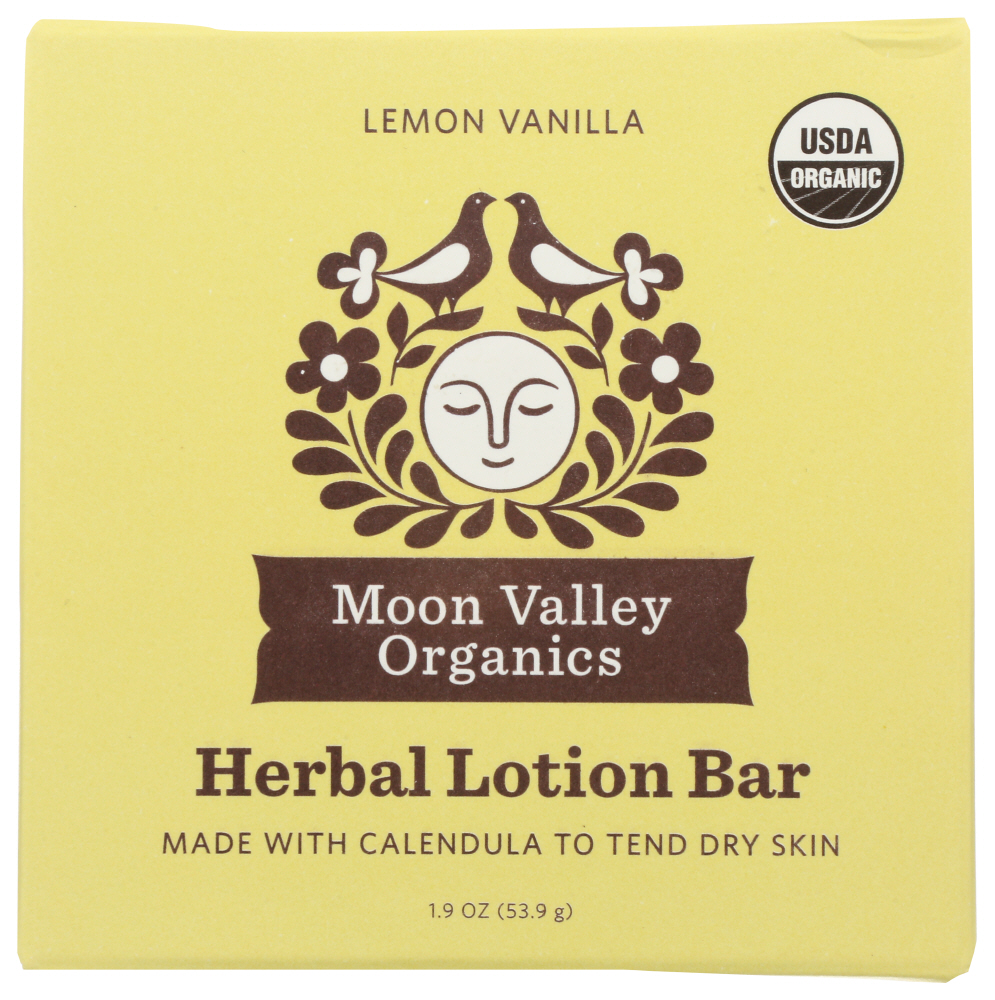 LEMON VANILLA
USDA
ORGANIC
Moon Valley
Organics
Herbal Lotion Bar
MADE WITH CALENDULA TO TEND DRY SKIN
1.9 OZ (53.9 g)